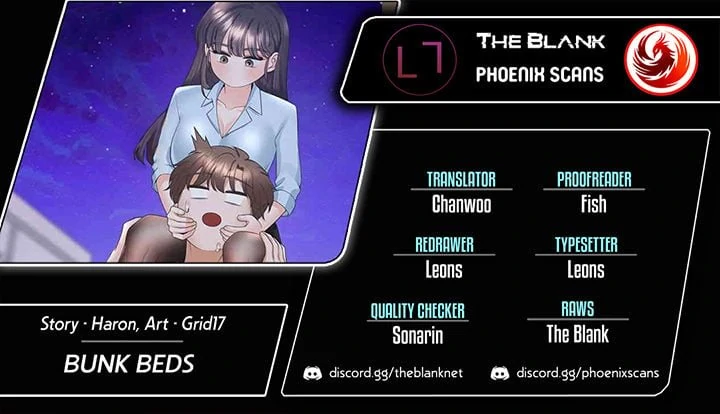 THE BLANK
PHOENIX SCANS
TRANSLATOR
Chanwoo
PROOFREADER
Fish
REDRAWER
Leons
TYPESETTER
Leons
QUALITY CHECKER
Sonarin
RAWS
The Blank
Story · Haron, Art · Grid17
BUNK BEDS
discord.gg/theblanknet
discord.gg/phoenixscans